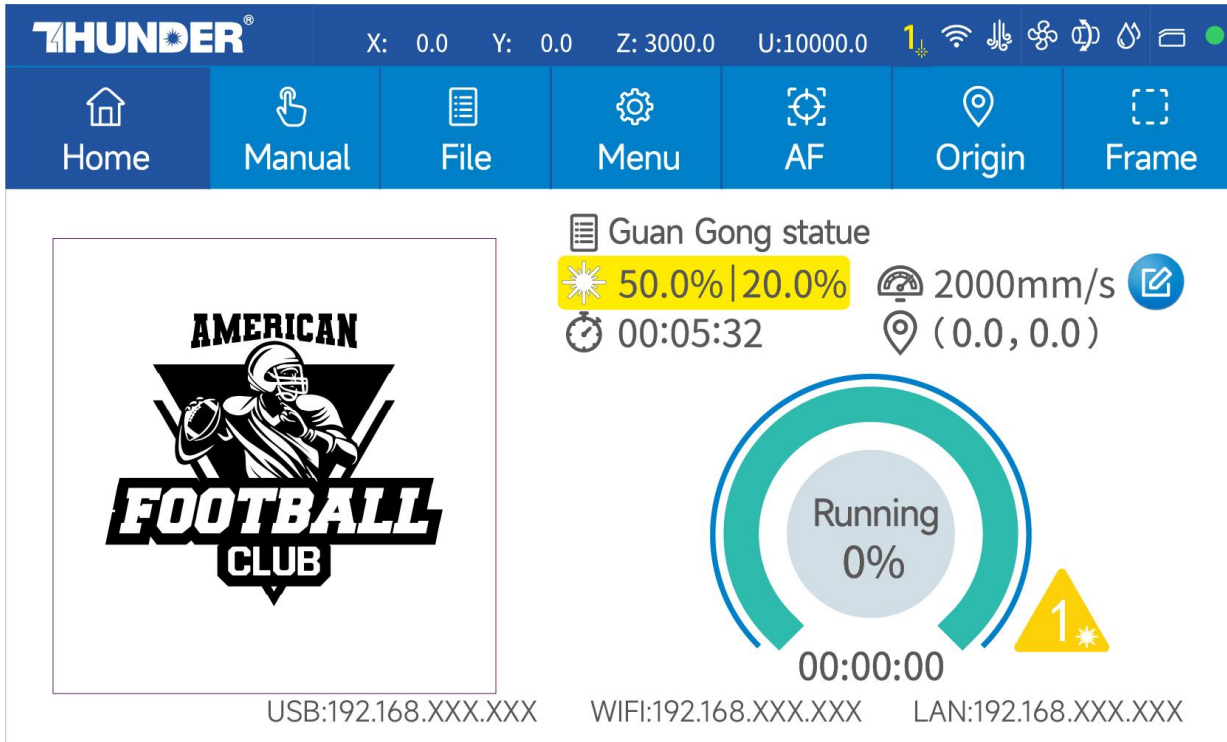 THUNDER® X: 0.0 Y: 0.0 Z: 3000.0 U:10000.0 1
Home Manual File Menu AF Origin Frame
Guan Gong statue
50.0%|20.0% 2000mm/s
00:05:32 (0.0, 0.0)
AMERICAN
FOOTBALL
CLUB
Running
0%
1
00:00:00
USB:192.168.XXX.XXX WIFI:192.168.XXX.XXX LAN:192.168.XXX.XXX